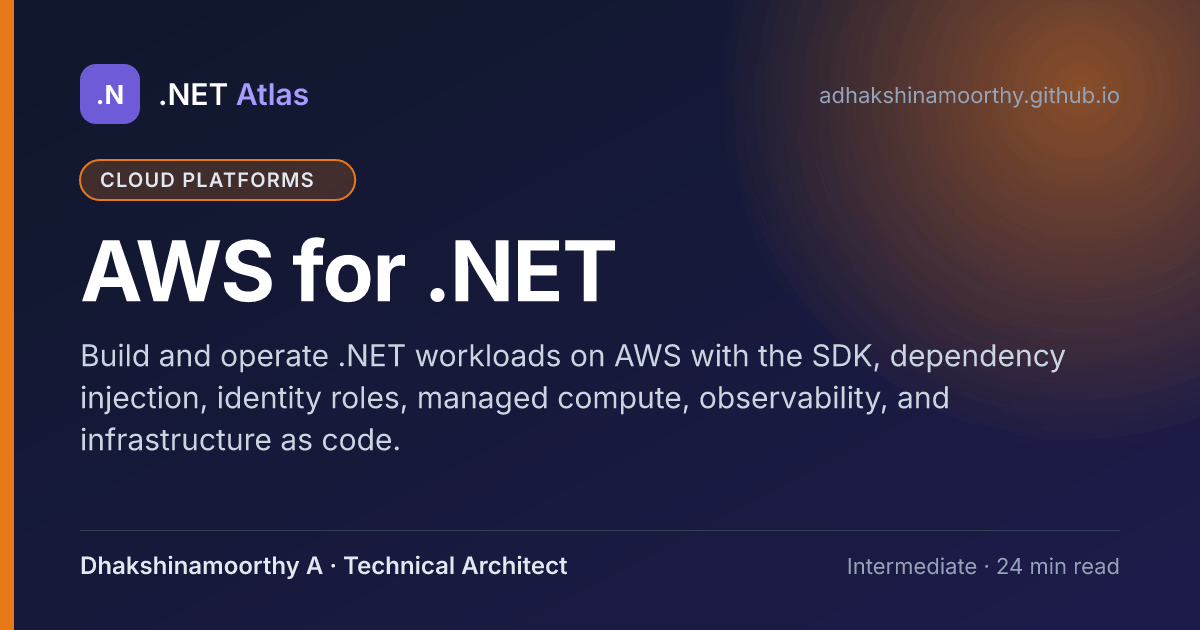 .N
.NET Atlas
adhakshinamoorthy.github.io
CLOUD PLATFORMS
AWS for .NET
Build and operate .NET workloads on AWS with the SDK, dependency
injection, identity roles, managed compute, observability, and
infrastructure as code.
Dhakshinamoorthy A · Technical Architect
Intermediate · 24 min read